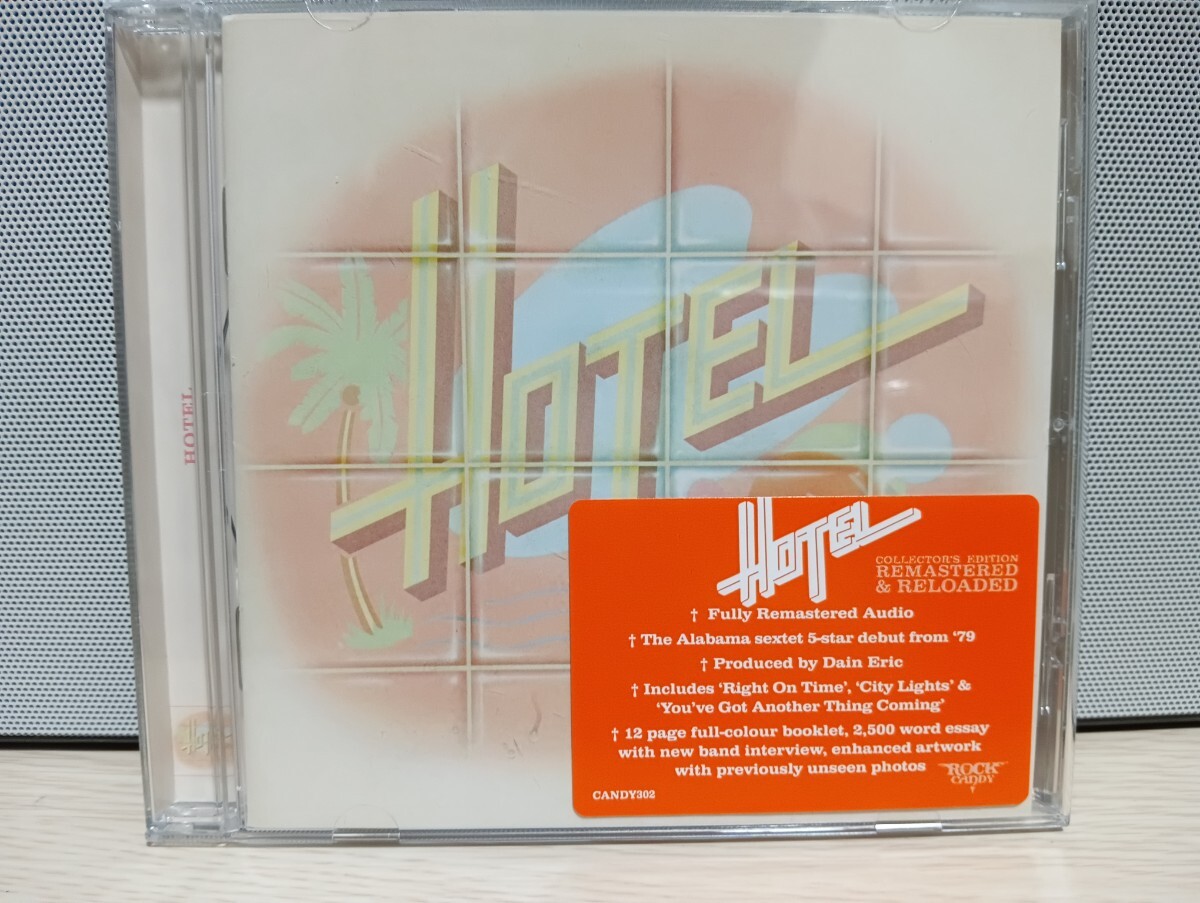 HOTEL
HOTEL
HOTEL
HOTEL
COLLECTOR'S EDITION
REMASTERED
& RELOADED
† Fully Remastered Audio
† The Alabama sextet 5-star debut from ‘79
† Produced by Dain Eric
† Includes ‘Right On Time’, ‘City Lights’ &
‘You’ve Got Another Thing Coming’
† 12 page full-colour booklet, 2,500 word essay
with new band interview, enhanced artwork
with previously unseen photos
ROCK
CANDY
CANDY302